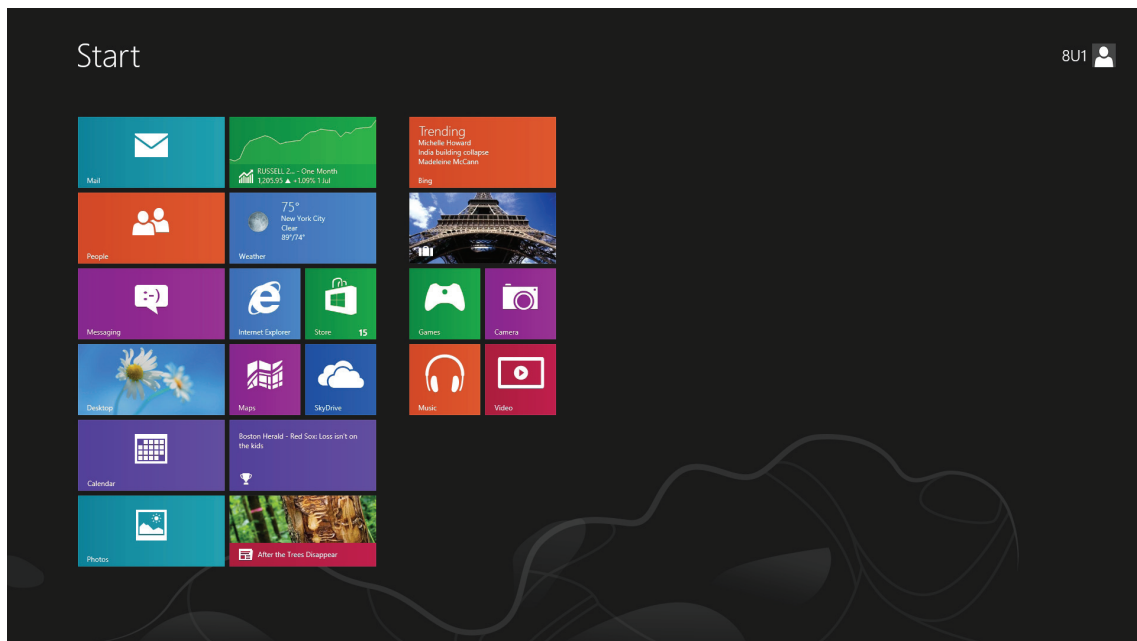 Start
8U1
Mail
RUSSELL 2... - One Month
1,205.95 ▲ +1.09% 1 Jul
Trending
Michelle Howard
India building collapse
Madeleine McCann
Bing
People
75°
New York City
Clear
89°/74°
Weather
:-)
Messaging
Internet Explorer
Store
15
Games
Camera
Desktop
Maps
SkyDrive
Music
Video
Calendar
Boston Herald - Red Sox: Loss isn't on
the kids
Photos
After the Trees Disappear